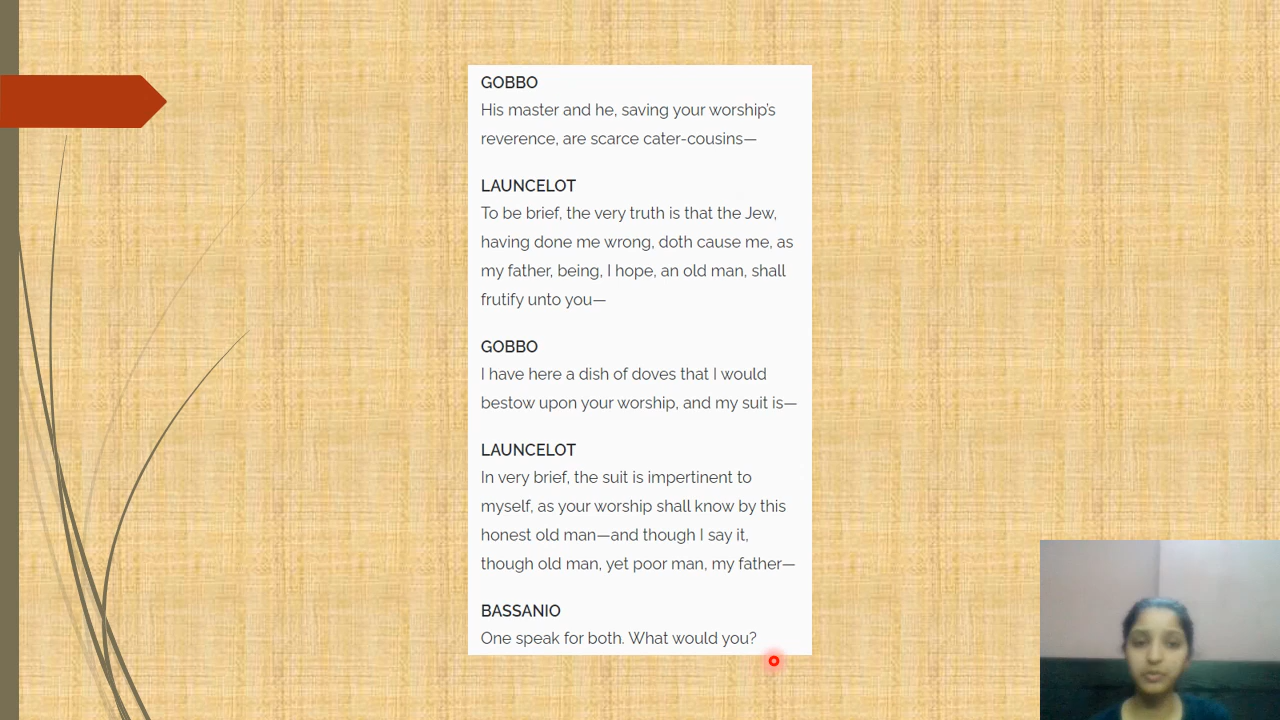 GOBBO
His master and he, saving your worship's
reverence, are scarce cater-cousins—
LAUNCELOT
To be brief, the very truth is that the Jew,
having done me wrong, doth cause me, as
my father, being, I hope, an old man, shall
frutify unto you—
GOBBO
I have here a dish of doves that I would
bestow upon your worship, and my suit is—
LAUNCELOT
In very brief, the suit is impertinent to
myself, as your worship shall know by this
honest old man—and though I say it,
though old man, yet poor man, my father—
BASSANIO
One speak for both. What would you?